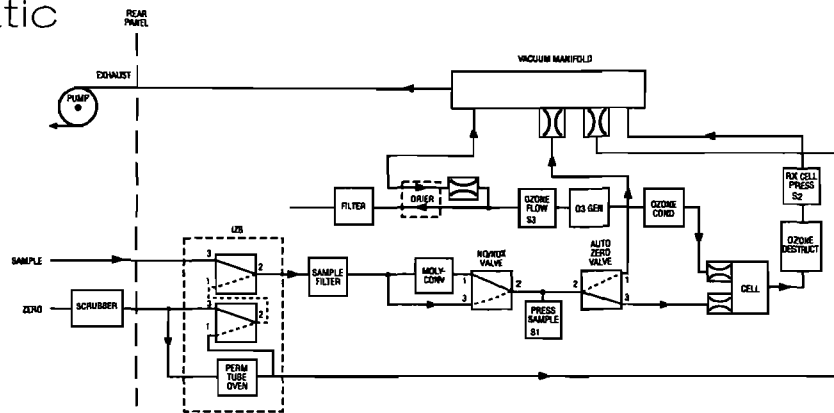 tic
REAR
PANEL
EXHAUST
PUMP
VACUUM MANIFOLD
FILTER
DRIER
OZONE
FLOW
S3
O3 GEN
OZONE
COND
RX CELL
PRESS
S2
OZONE
DESTRUCT
IZS
SAMPLE
3
2
1
SAMPLE
FILTER
MOLY-
CONV
NO/NOX
VALVE
1
2
3
AUTO
ZERO
VALVE
2
1
3
PRESS
SAMPLE
S1
CELL
ZERO
SCRUBBER
3
2
1
PERM
TUBE
OVEN